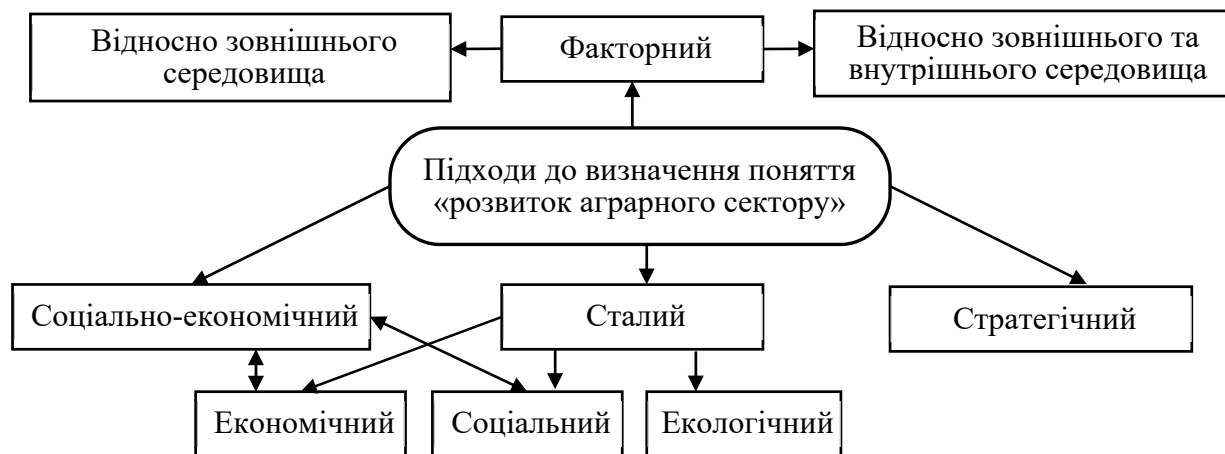 Відносно зовнішнього
середовища
Факторний
Відносно зовнішнього та
внутрішнього середовища
Підходи до визначення поняття
«розвиток аграрного сектору»
Соціально-економічний
Сталий
Стратегічний
Економічний
Соціальний
Екологічний